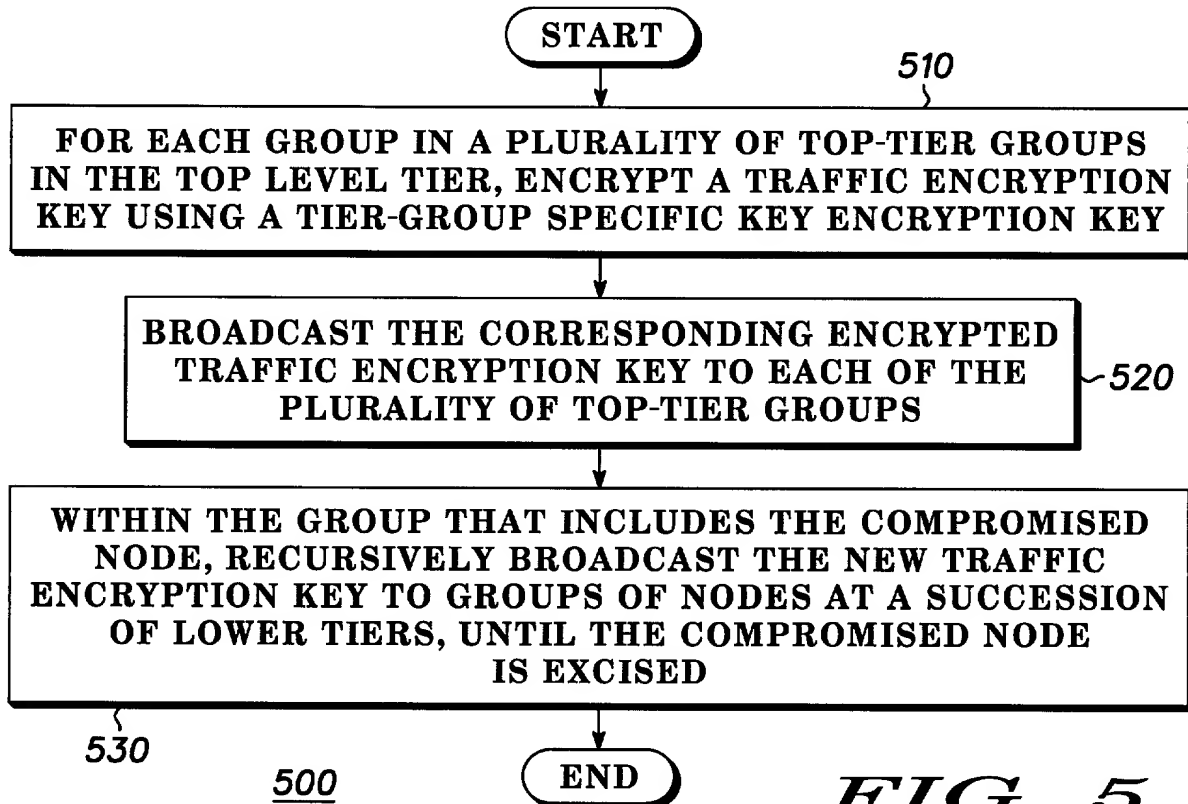 START
510
FOR EACH GROUP IN A PLURALITY OF TOP-TIER GROUPS
IN THE TOP LEVEL TIER, ENCRYPT A TRAFFIC ENCRYPTION
KEY USING A TIER-GROUP SPECIFIC KEY ENCRYPTION KEY
BROADCAST THE CORRESPONDING ENCRYPTED
TRAFFIC ENCRYPTION KEY TO EACH OF THE
PLURALITY OF TOP-TIER GROUPS
520
WITHIN THE GROUP THAT INCLUDES THE COMPROMISED
NODE, RECURSIVELY BROADCAST THE NEW TRAFFIC
ENCRYPTION KEY TO GROUPS OF NODES AT A SUCCESSION
OF LOWER TIERS, UNTIL THE COMPROMISED NODE
IS EXCISED
530
END
500
FIG. 5